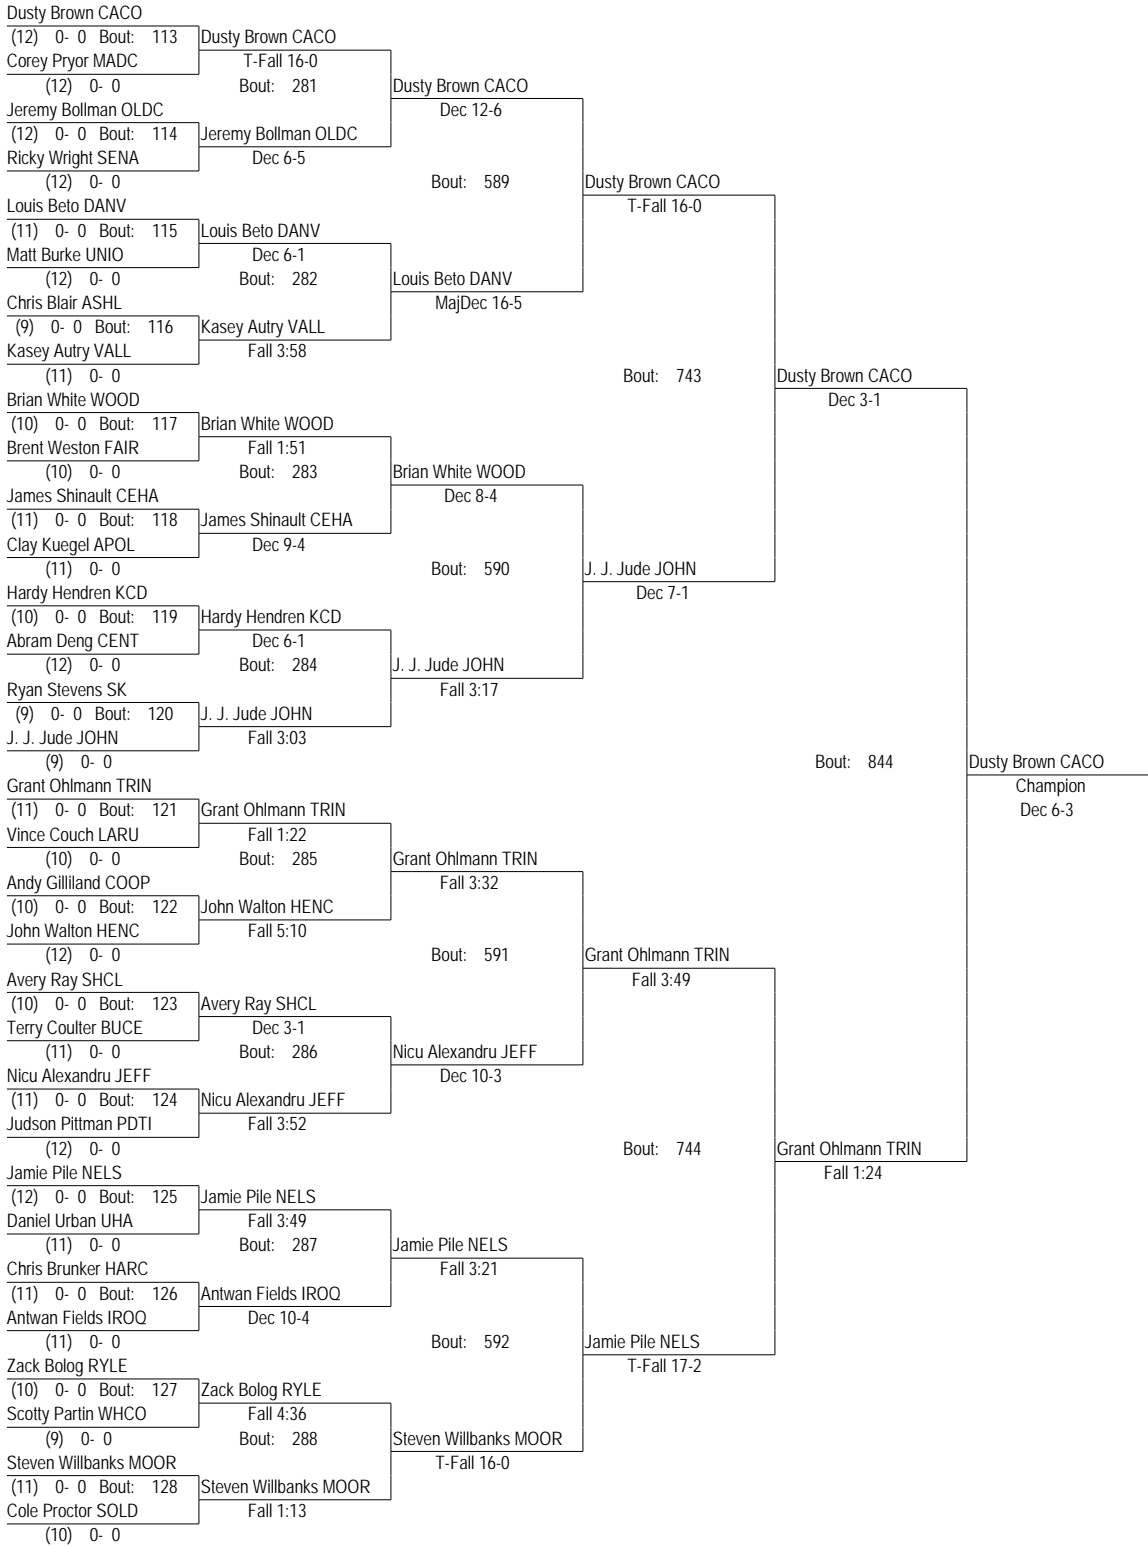 Dusty Brown CACO
(12) 0- 0 Bout: 113 Dusty Brown CACO
Corey Pryor MADC T-Fall 16-0
(12) 0- 0 Bout: 281 Dusty Brown CACO
Jeremy Bollman OLDC Dec 12-6
(12) 0- 0 Bout: 114 Jeremy Bollman OLDC
Ricky Wright SENA Dec 6-5
(12) 0- 0 Bout: 589 Dusty Brown CACO
Louis Beto DANV T-Fall 16-0
(11) 0- 0 Bout: 115 Louis Beto DANV
Matt Burke UNIO Dec 6-1
(12) 0- 0 Bout: 282 Louis Beto DANV
Chris Blair ASHL MajDec 16-5
(9) 0- 0 Bout: 116 Kasey Autry VALL
Kasey Autry VALL Fall 3:58
(11) 0- 0 Bout: 743 Dusty Brown CACO
Brian White WOOD Dec 3-1
(10) 0- 0 Bout: 117 Brian White WOOD
Brent Weston FAIR Fall 1:51
(10) 0- 0 Bout: 283 Brian White WOOD
James Shinault CEHA Dec 8-4
(11) 0- 0 Bout: 118 James Shinault CEHA
Clay Kuegel APOL Dec 9-4
(11) 0- 0 Bout: 590 J. J. Jude JOHN
Hardy Hendren KCD Dec 7-1
(10) 0- 0 Bout: 119 Hardy Hendren KCD
Abram Deng CENT Dec 6-1
(12) 0- 0 Bout: 284 J. J. Jude JOHN
Ryan Stevens SK Fall 3:17
(9) 0- 0 Bout: 120 J. J. Jude JOHN
J. J. Jude JOHN Fall 3:03
(9) 0- 0 Bout: 844 Dusty Brown CACO
Grant Ohlmann TRIN Champion
(11) 0- 0 Bout: 121 Grant Ohlmann TRIN Dec 6-3
Vince Couch LARU Fall 1:22
(10) 0- 0 Bout: 285 Grant Ohlmann TRIN
Andy Gilliland COOP Fall 3:32
(10) 0- 0 Bout: 122 John Walton HENC
John Walton HENC Fall 5:10
(12) 0- 0 Bout: 591 Grant Ohlmann TRIN
Avery Ray SHCL Fall 3:49
(10) 0- 0 Bout: 123 Avery Ray SHCL
Terry Coulter BUCE Dec 3-1
(11) 0- 0 Bout: 286 Nicu Alexandru JEFF
Nicu Alexandru JEFF Dec 10-3
(11) 0- 0 Bout: 124 Nicu Alexandru JEFF
Judson Pittman PDTI Fall 3:52
(12) 0- 0 Bout: 744 Grant Ohlmann TRIN
Jamie Pile NELS Fall 1:24
(12) 0- 0 Bout: 125 Jamie Pile NELS
Daniel Urban UHA Fall 3:49
(11) 0- 0 Bout: 287 Jamie Pile NELS
Chris Brunker HARC Fall 3:21
(11) 0- 0 Bout: 126 Antwan Fields IROQ
Antwan Fields IROQ Dec 10-4
(11) 0- 0 Bout: 592 Jamie Pile NELS
Zack Bolog RYLE T-Fall 17-2
(10) 0- 0 Bout: 127 Zack Bolog RYLE
Scotty Partin WHCO Fall 4:36
(9) 0- 0 Bout: 288 Steven Willbanks MOOR
Steven Willbanks MOOR T-Fall 16-0
(11) 0- 0 Bout: 128 Steven Willbanks MOOR
Cole Proctor SOLD Fall 1:13
(10) 0- 0